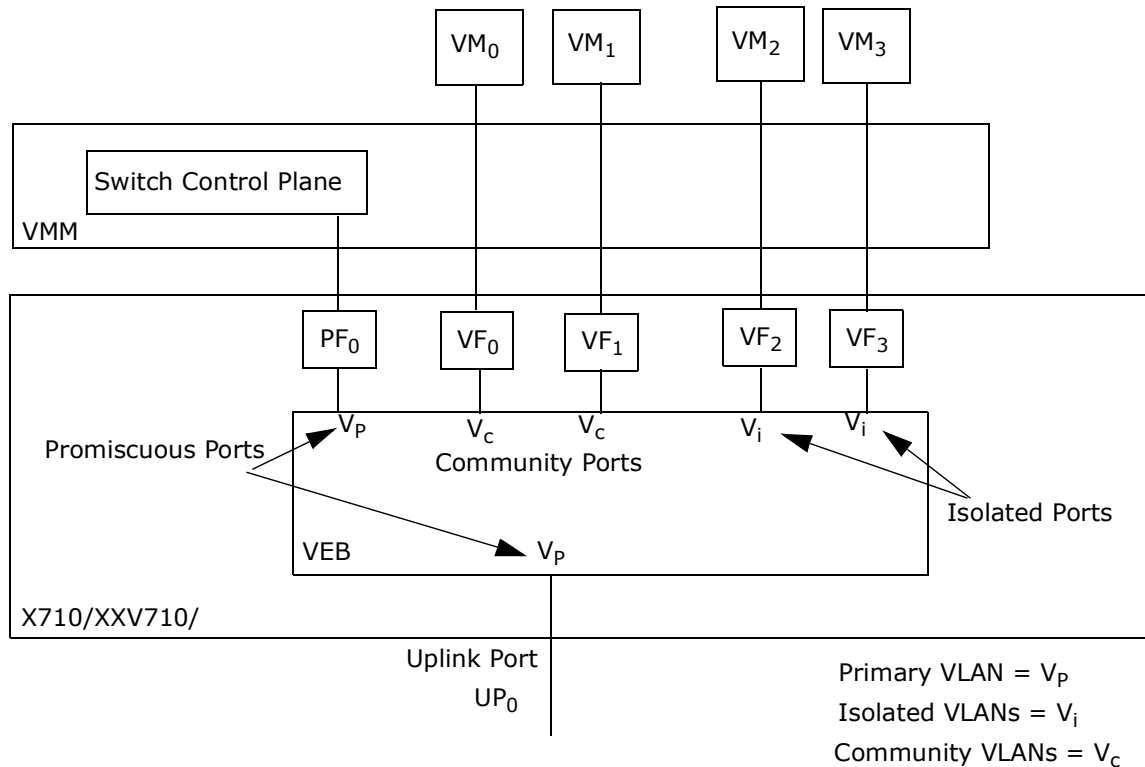 VM0
VM1
VM2
VM3
Switch Control Plane
VMM
PF0
VF0
VF1
VF2
VF3
VP
Vc
Vc
Vi
Vi
Promiscuous Ports
Community Ports
Isolated Ports
VEB
VP
X710/XXV710/
Uplink Port
UP0
Primary VLAN = VP
Isolated VLANs = Vi
Community VLANs = Vc